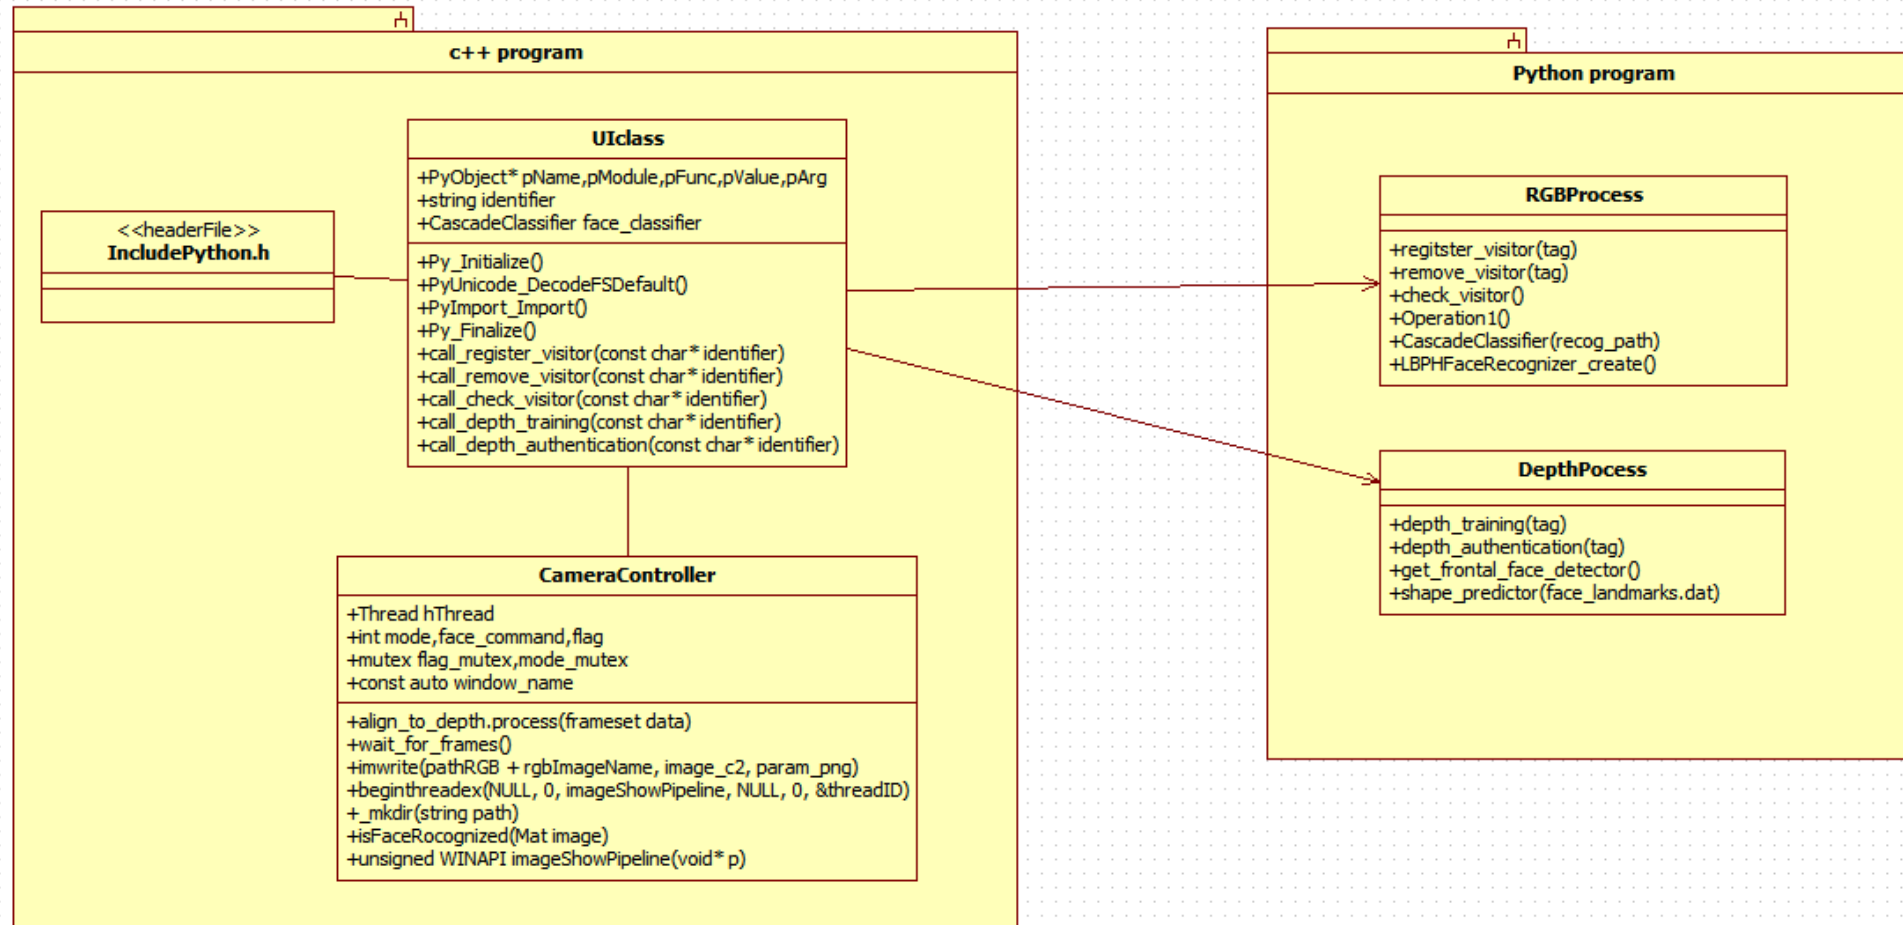 c++ program
UIclass
+PyObject* pName,pModule,pFunc,pValue,pArg
+string identifier
+CascadeClassifier face_classifier
+Py_Initialize()
+PyUnicode_DecodeFSDefault()
+PyImport_Import()
+Py_Finalize()
+call_register_visitor(const char* identifier)
+call_remove_visitor(const char* identifier)
+call_check_visitor(const char* identifier)
+call_depth_training(const char* identifier)
+call_depth_authentication(const char* identifier)
<<headerFile>>
IncludePython.h
CameraController
+Thread hThread
+int mode,face_command,flag
+mutex flag_mutex,mode_mutex
+const auto window_name
+align_to_depth.process(frameset data)
+wait_for_frames()
+imwrite(pathRGB + rgbImageName, image_c2, param_png)
+beginthreadex(NULL, 0, imageShowPipeline, NULL, 0, &threadID)
+_mkdir(string path)
+isFaceRocognized(Mat image)
+unsigned WINAPI imageShowPipeline(void* p)
Python program
RGBProcess
+regitster_visitor(tag)
+remove_visitor(tag)
+check_visitor()
+Operation1()
+CascadeClassifier(recog_path)
+LBPHFaceRecognizer_create()
DepthPocess
+depth_training(tag)
+depth_authentication(tag)
+get_frontal_face_detector()
+shape_predictor(face_landmarks.dat)